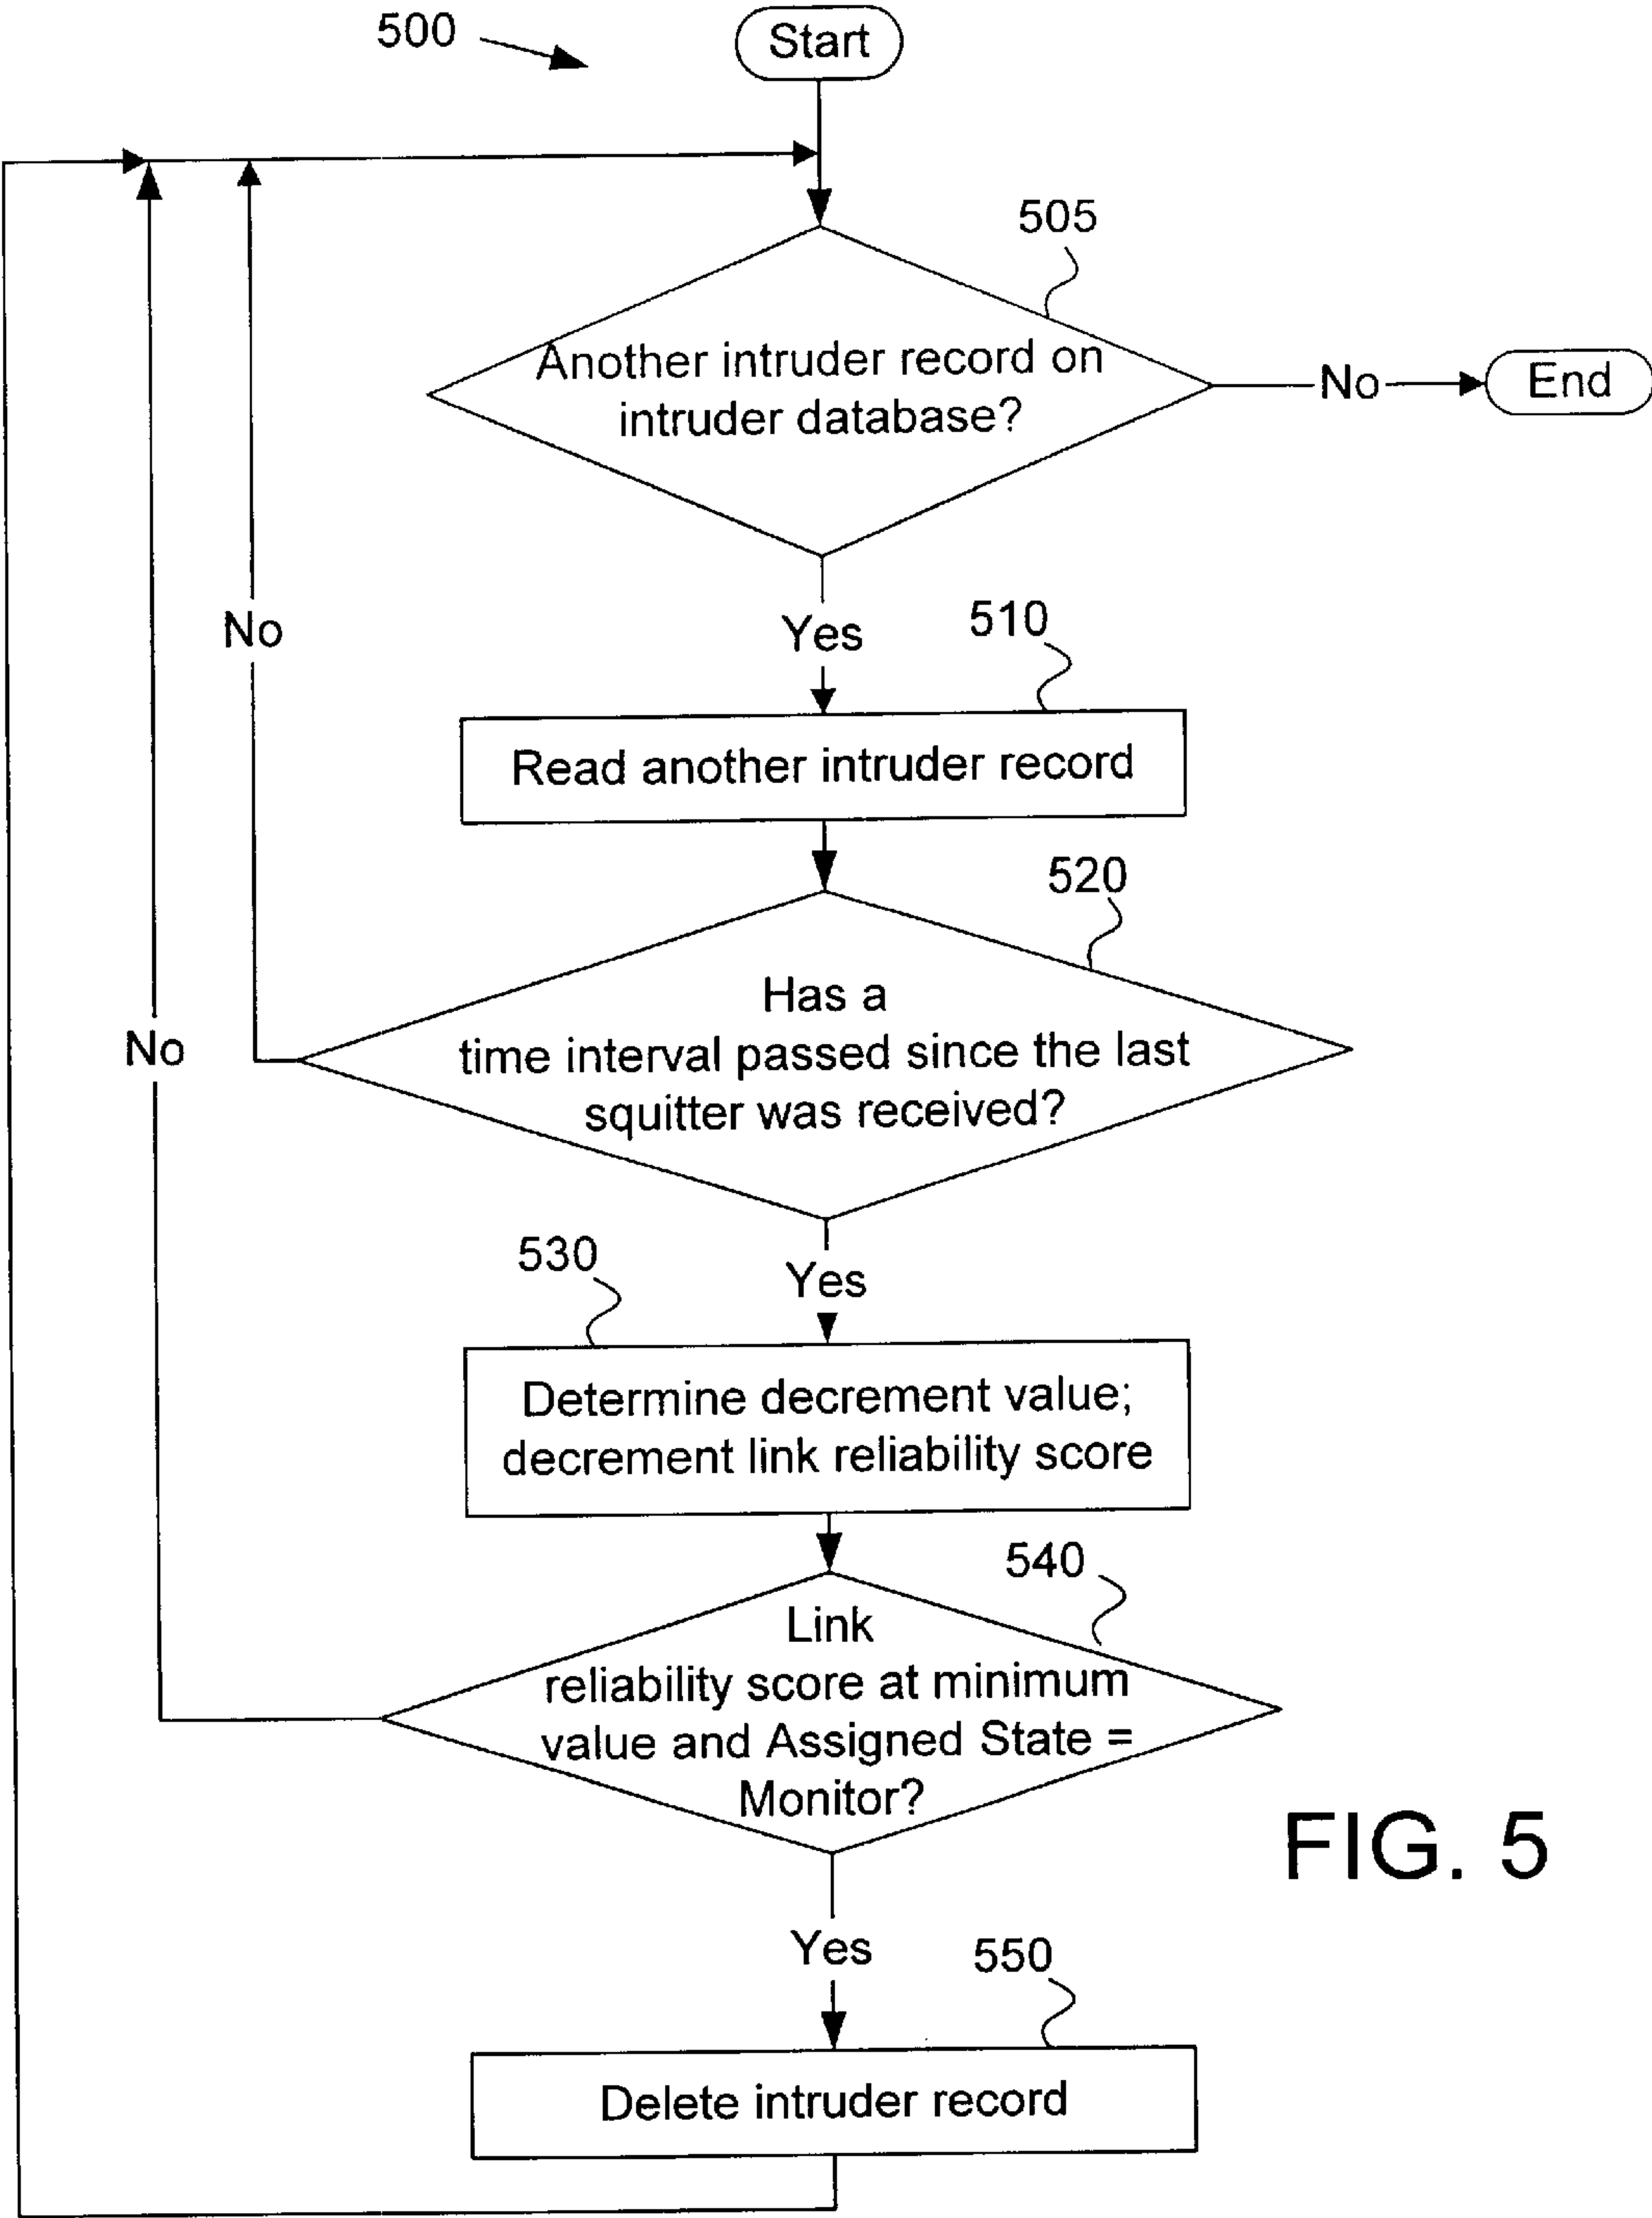 500
Start
505
Another intruder record on
intruder database?
No
End
Yes
510
No
Read another intruder record
520
Has a
time interval passed since the last
squitter was received?
No
530
Yes
Determine decrement value;
decrement link reliability score
540
Link
reliability score at minimum
value and Assigned State =
Monitor?
FIG. 5
Yes
550
Delete intruder record